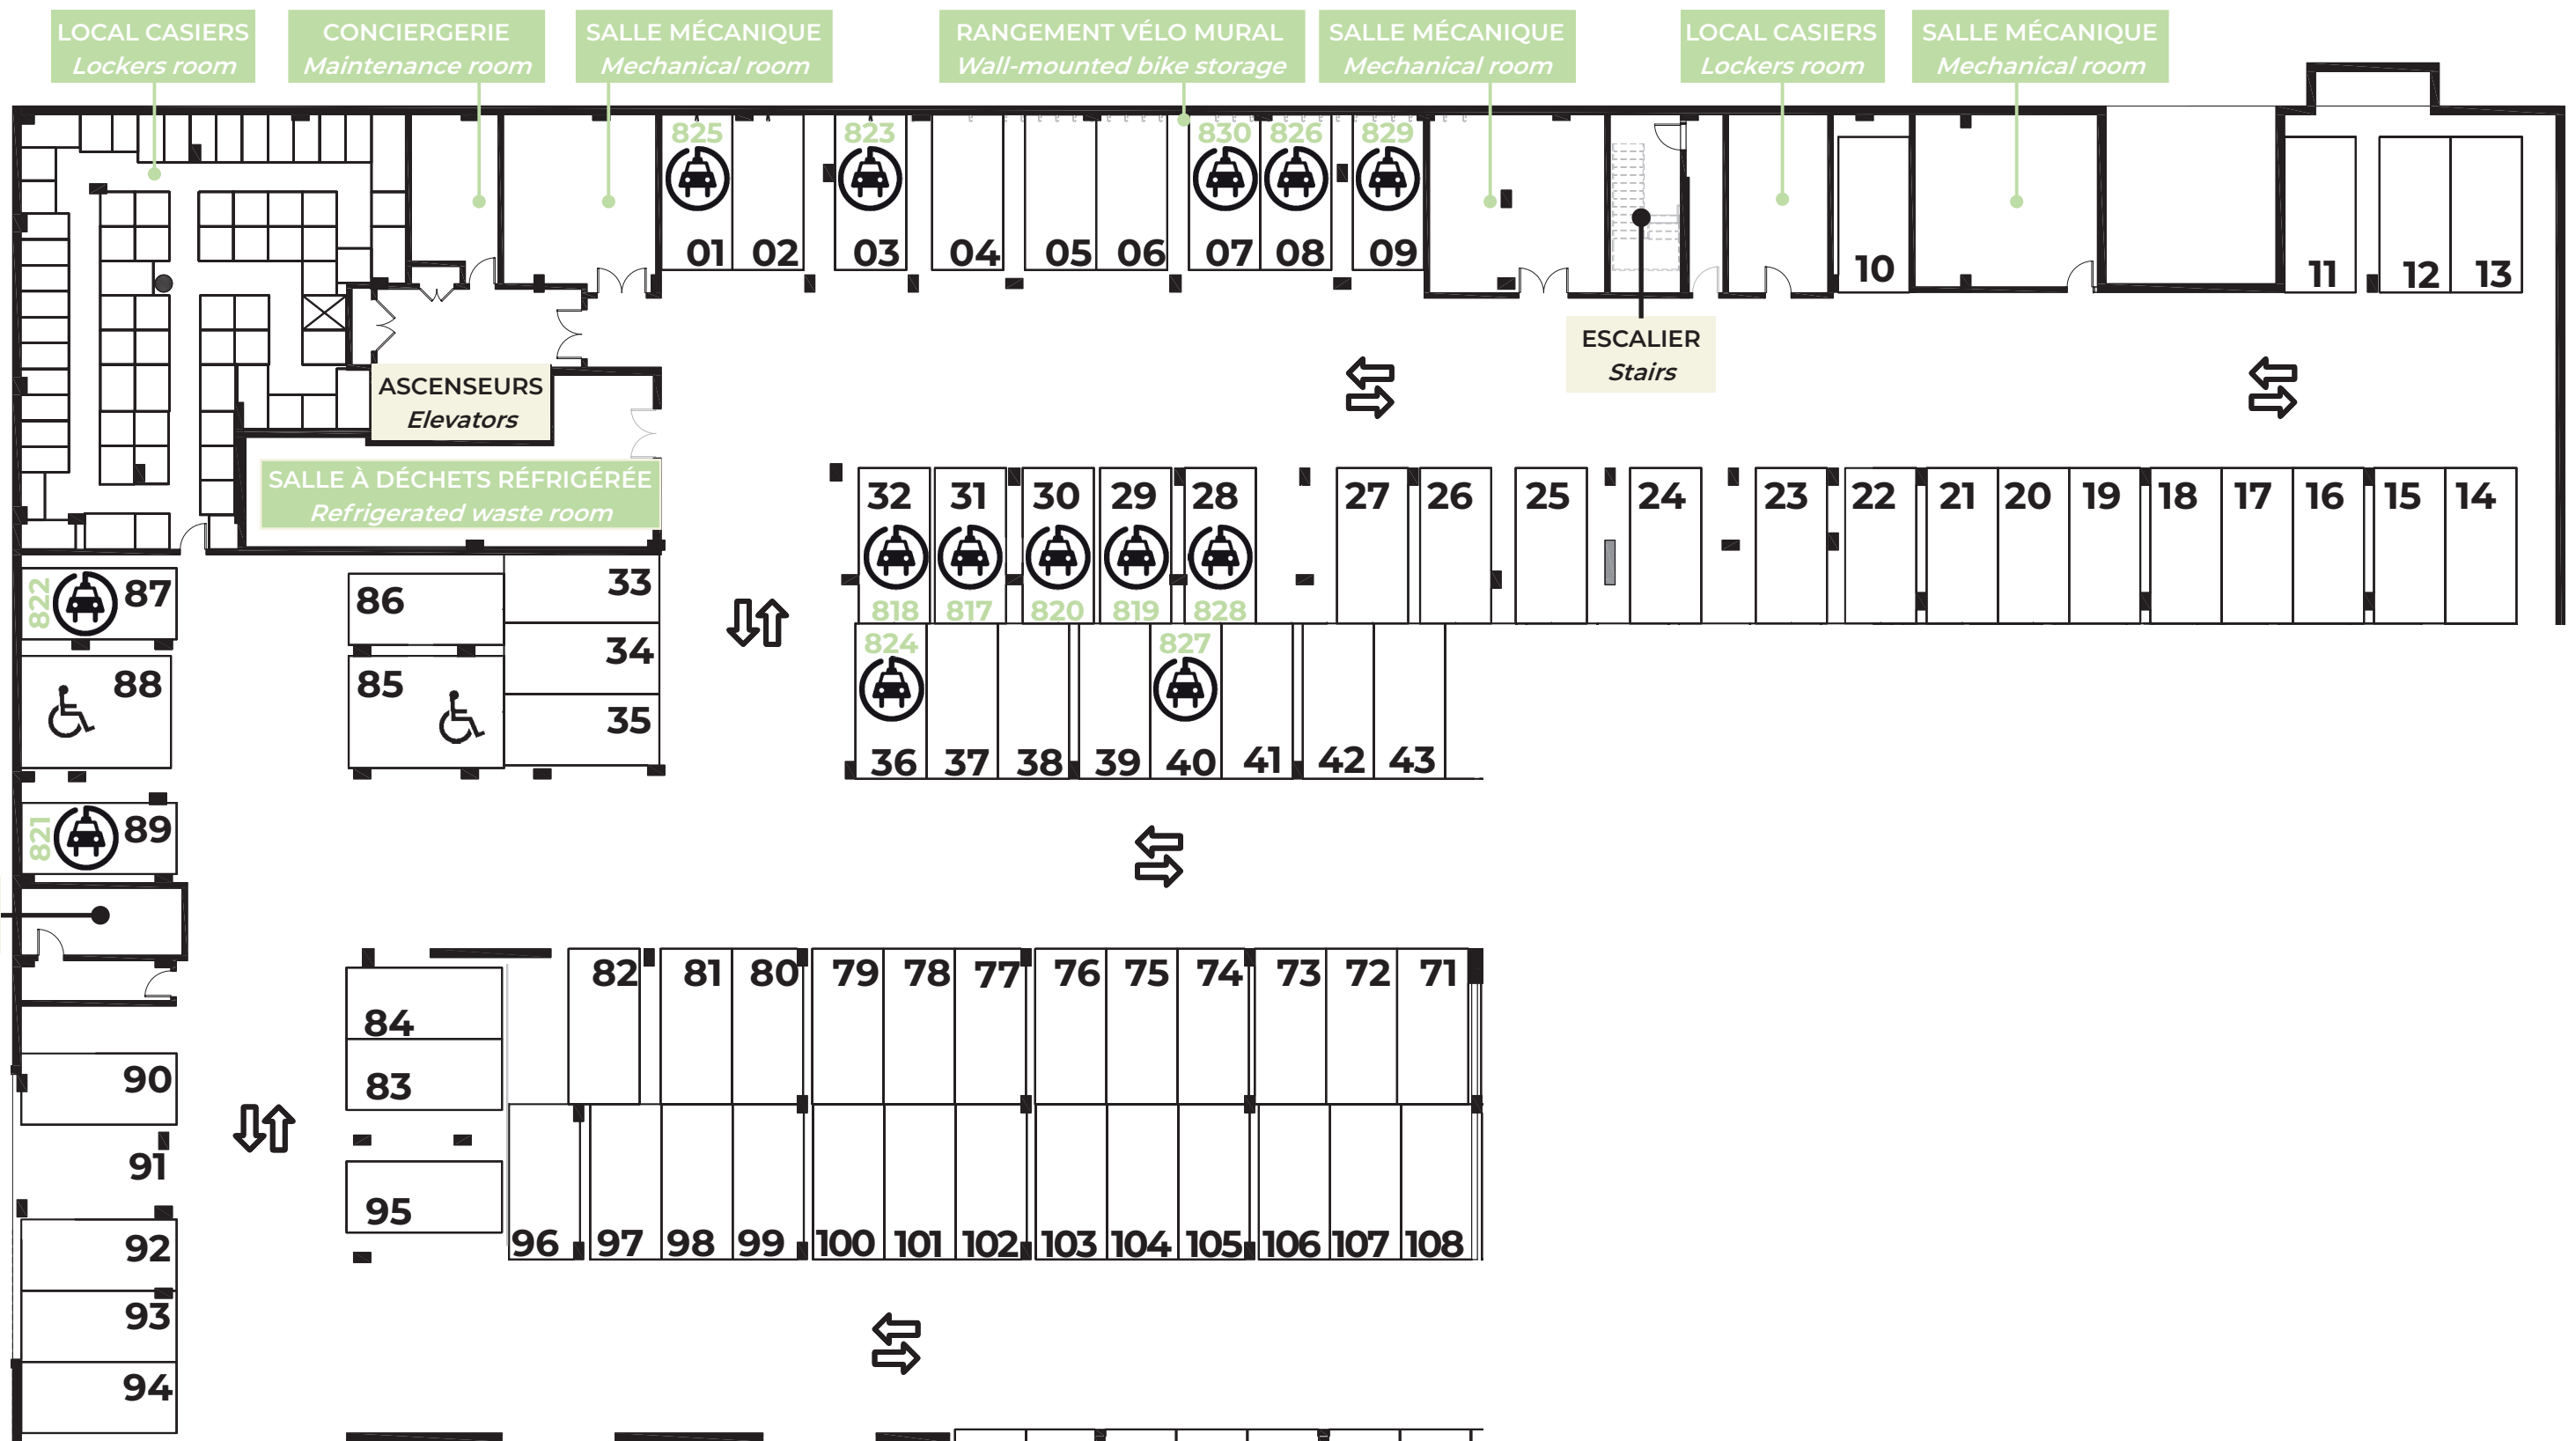 LOCAL CASIERS
Lockers room
CONCIERGERIE
Maintenance room
SALLE MÉCANIQUE
Mechanical room
RANGEMENT VÉLO MURAL
Wall-mounted bike storage
SALLE MÉCANIQUE
Mechanical room
LOCAL CASIERS
Lockers room
SALLE MÉCANIQUE
Mechanical room
825 823 830 826 829
01 02 03 04 05 06 07 08 09 10 11 12 13
ESCALIER
Stairs
ASCENSEURS
Elevators
SALLE À DÉCHETS RÉFRIGÉRÉE
Refrigerated waste room
32 31 30 29 28 27 26 25 24 23 22 21 20 19 18 17 16 15 14
818 817 820 819 828
822 87 86 33
824 827
34
88 85
35
36 37 38 39 40 41 42 43
821 89
82 81 80 79 78 77 76 75 74 73 72 71
84
90 83
91
95
92 96 97 98 99 100 101 102 103 104 105 106 107 108
93
94